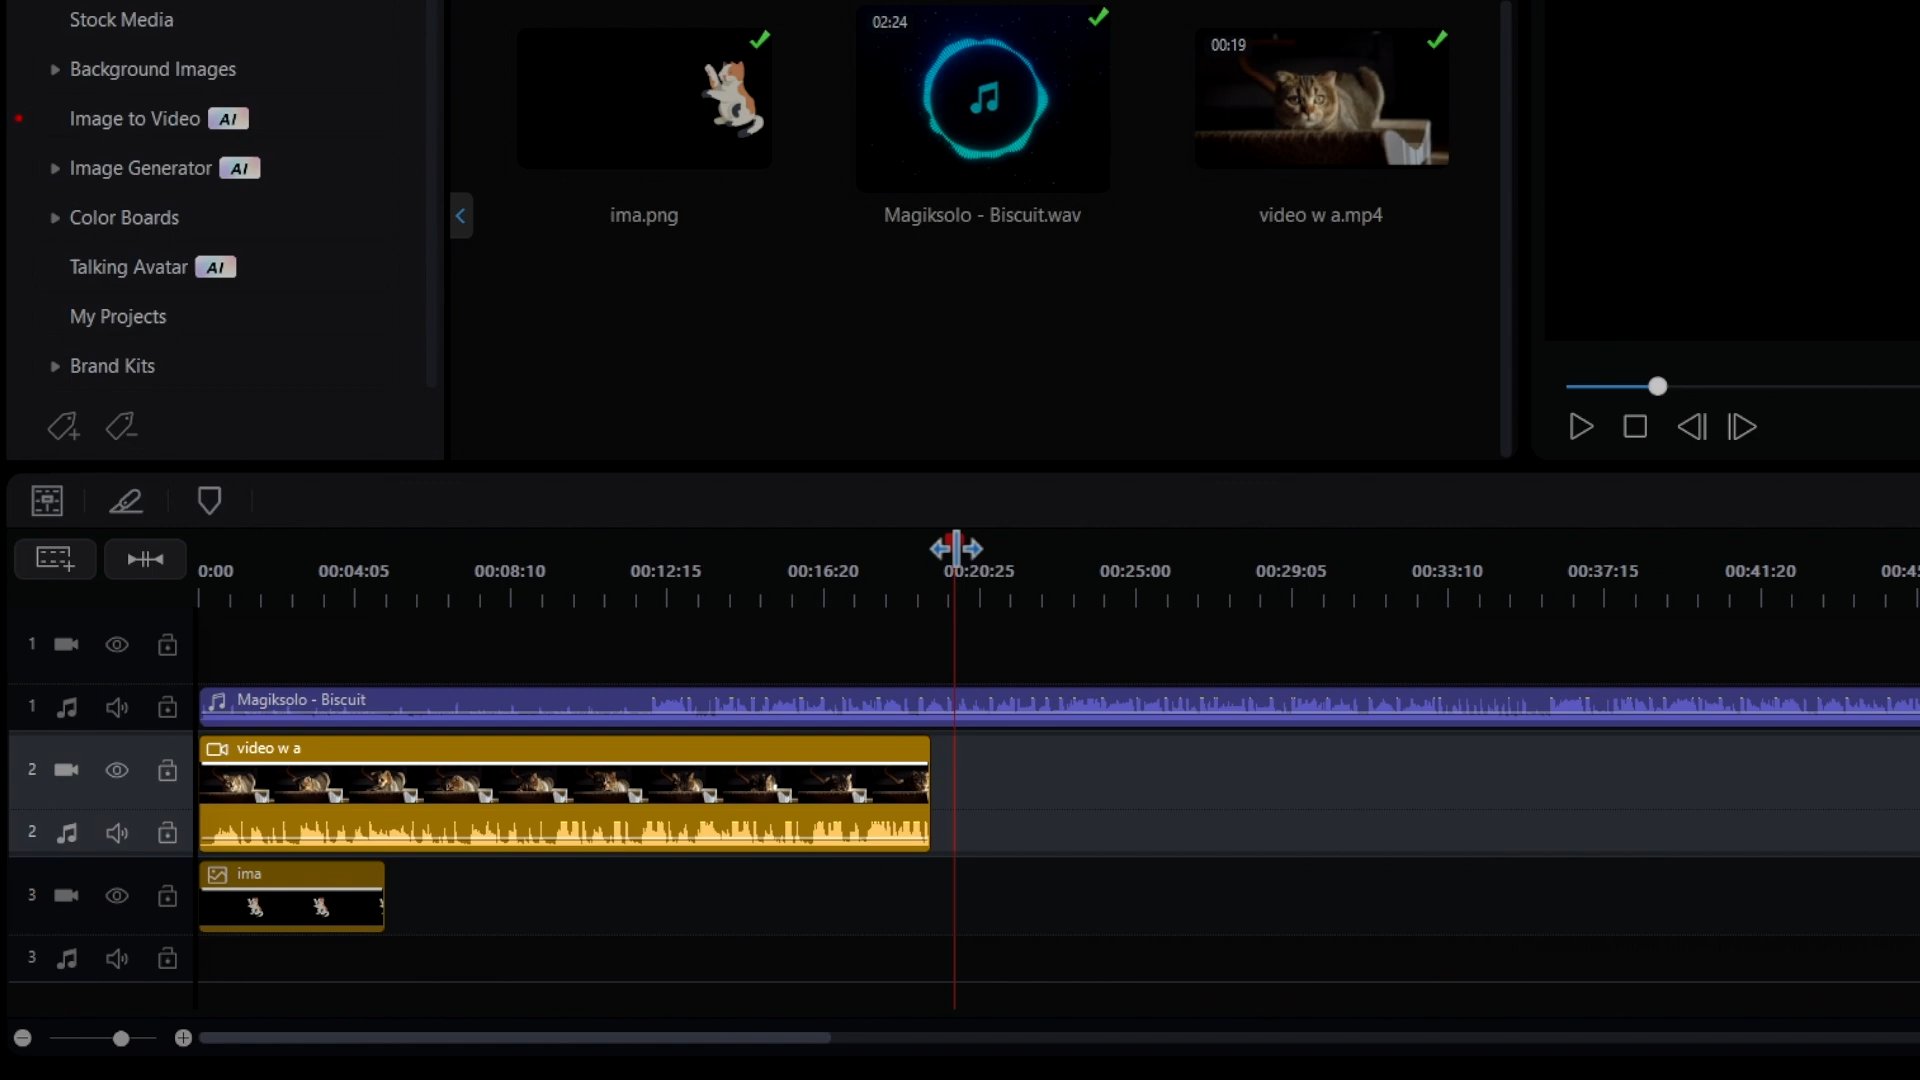 Stock Media
Background Images
Image to Video AI
Image Generator AI
Color Boards
Talking Avatar AI
My Projects
Brand Kits
02:24
00:19
ima.png
Magiksolo - Biscuit.wav
video w a.mp4
0:00 00:04:05 00:08:10 00:12:15 00:16:20 00:20:25 00:25:00 00:29:05 00:33:10 00:37:15 00:41:20 00:45
1
1 Magiksolo - Biscuit
2 video w a
2
3 ima
3